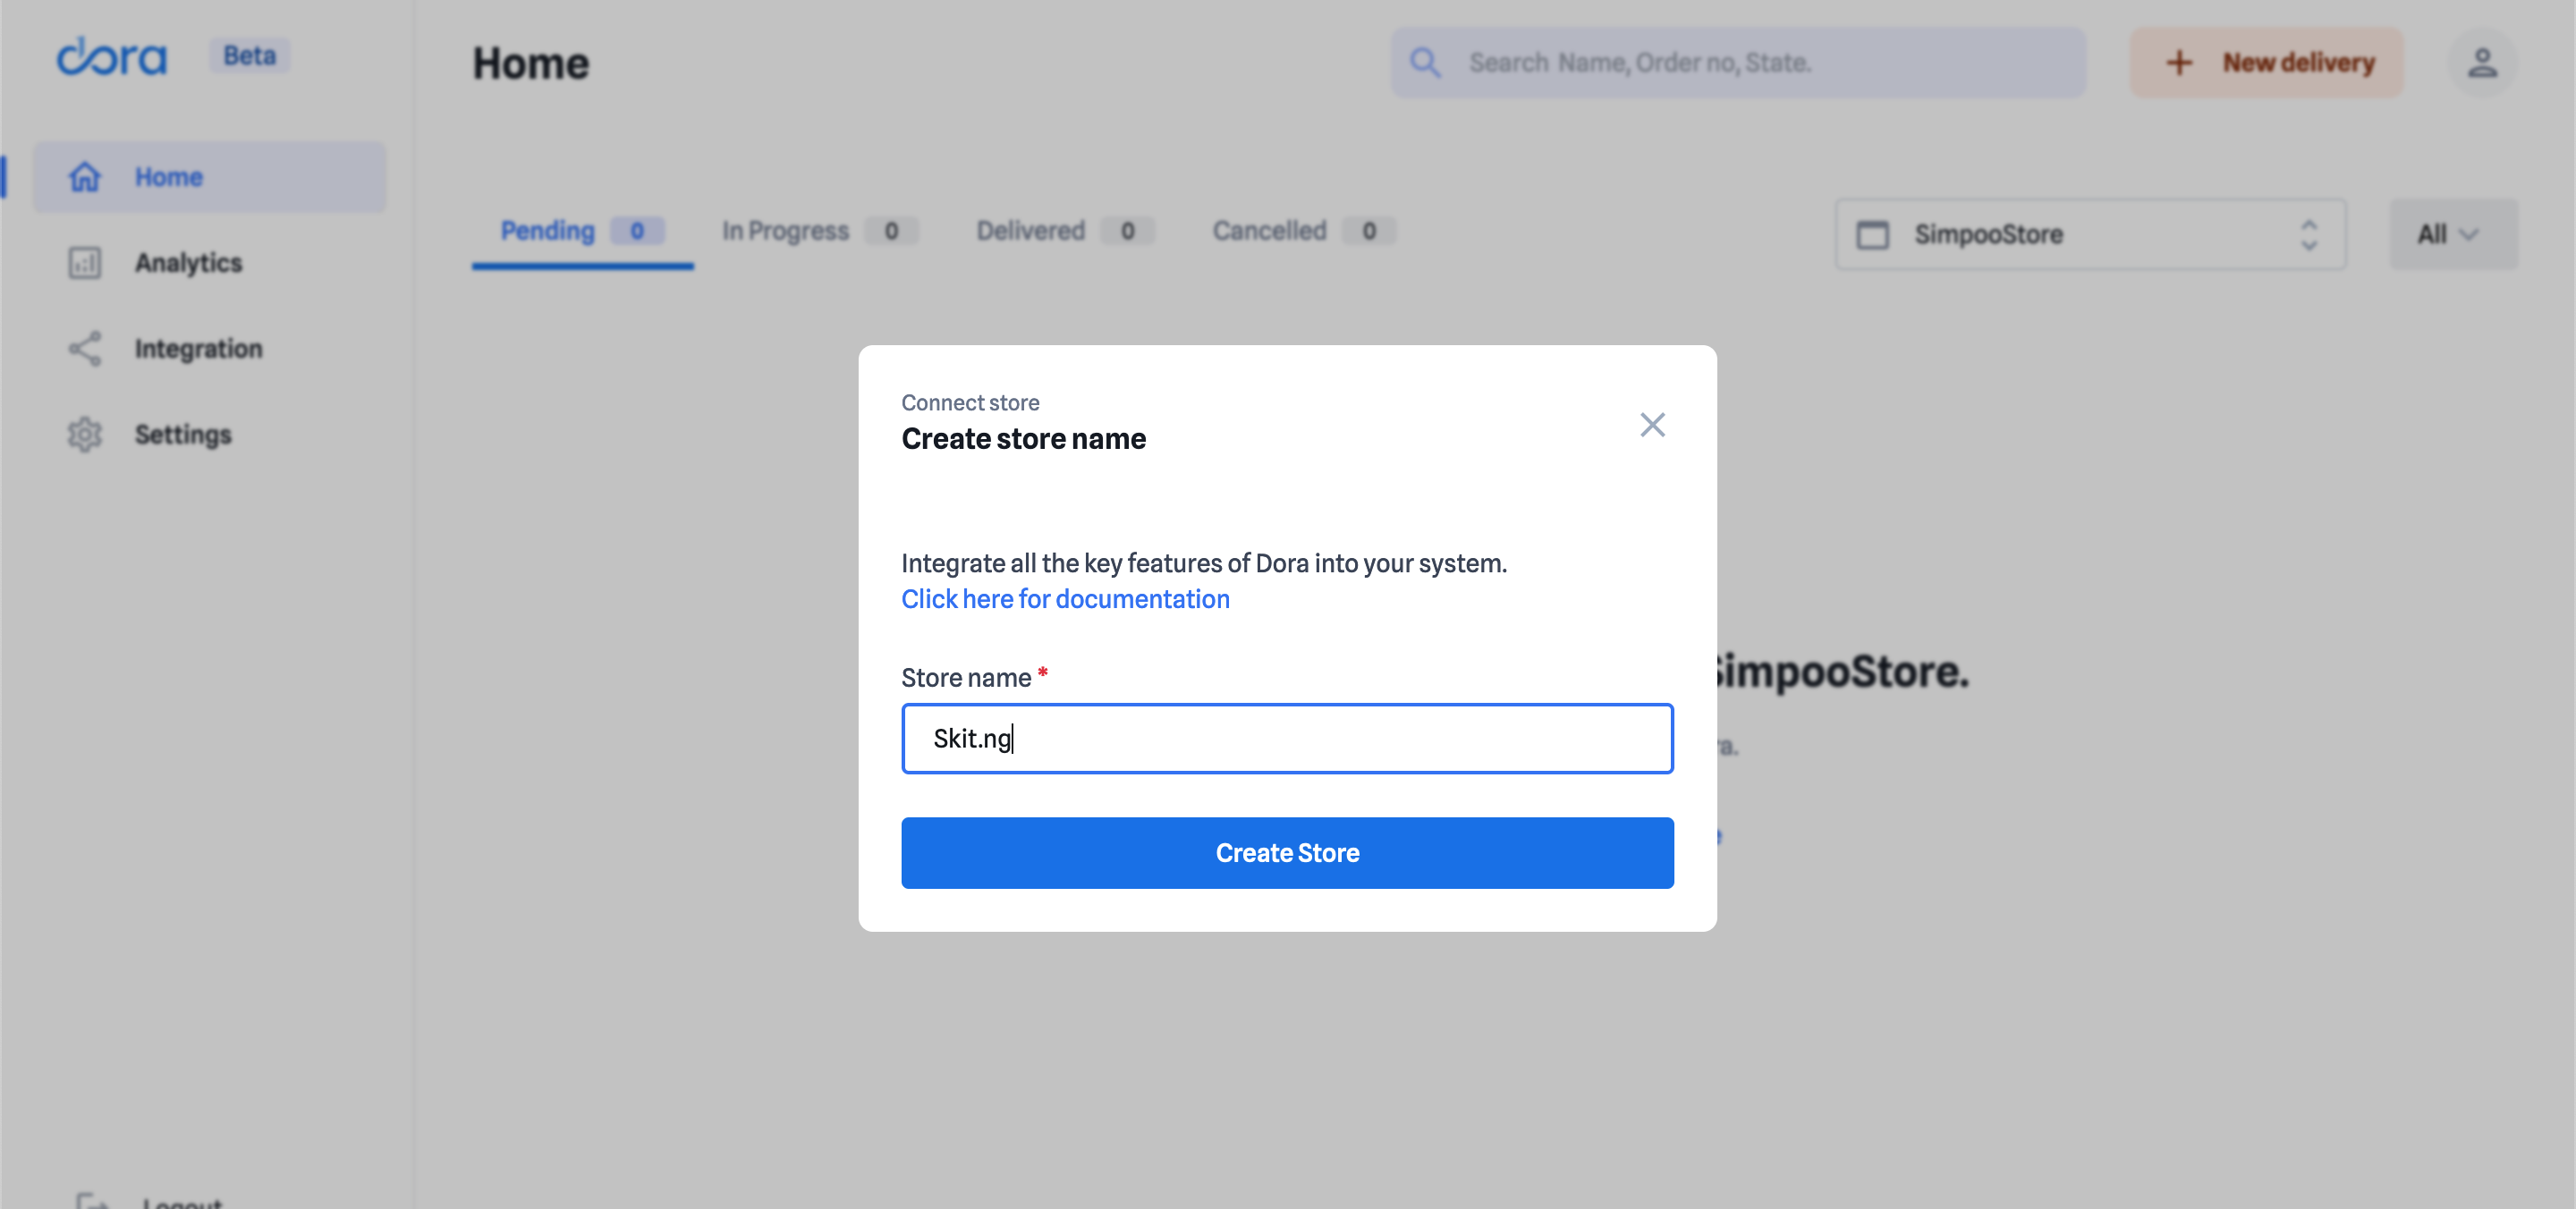 dora Beta
Home
Search Name, Order no, State.
+ New delivery
Home
Analytics
Integration
Settings
Logout
Pending 0
In Progress 0
Delivered 0
Cancelled 0
SimpooStore
All
Connect store
Create store name
Integrate all the key features of Dora into your system.
Click here for documentation
Store name *
Skit.ng
Create Store
SimpooStore.